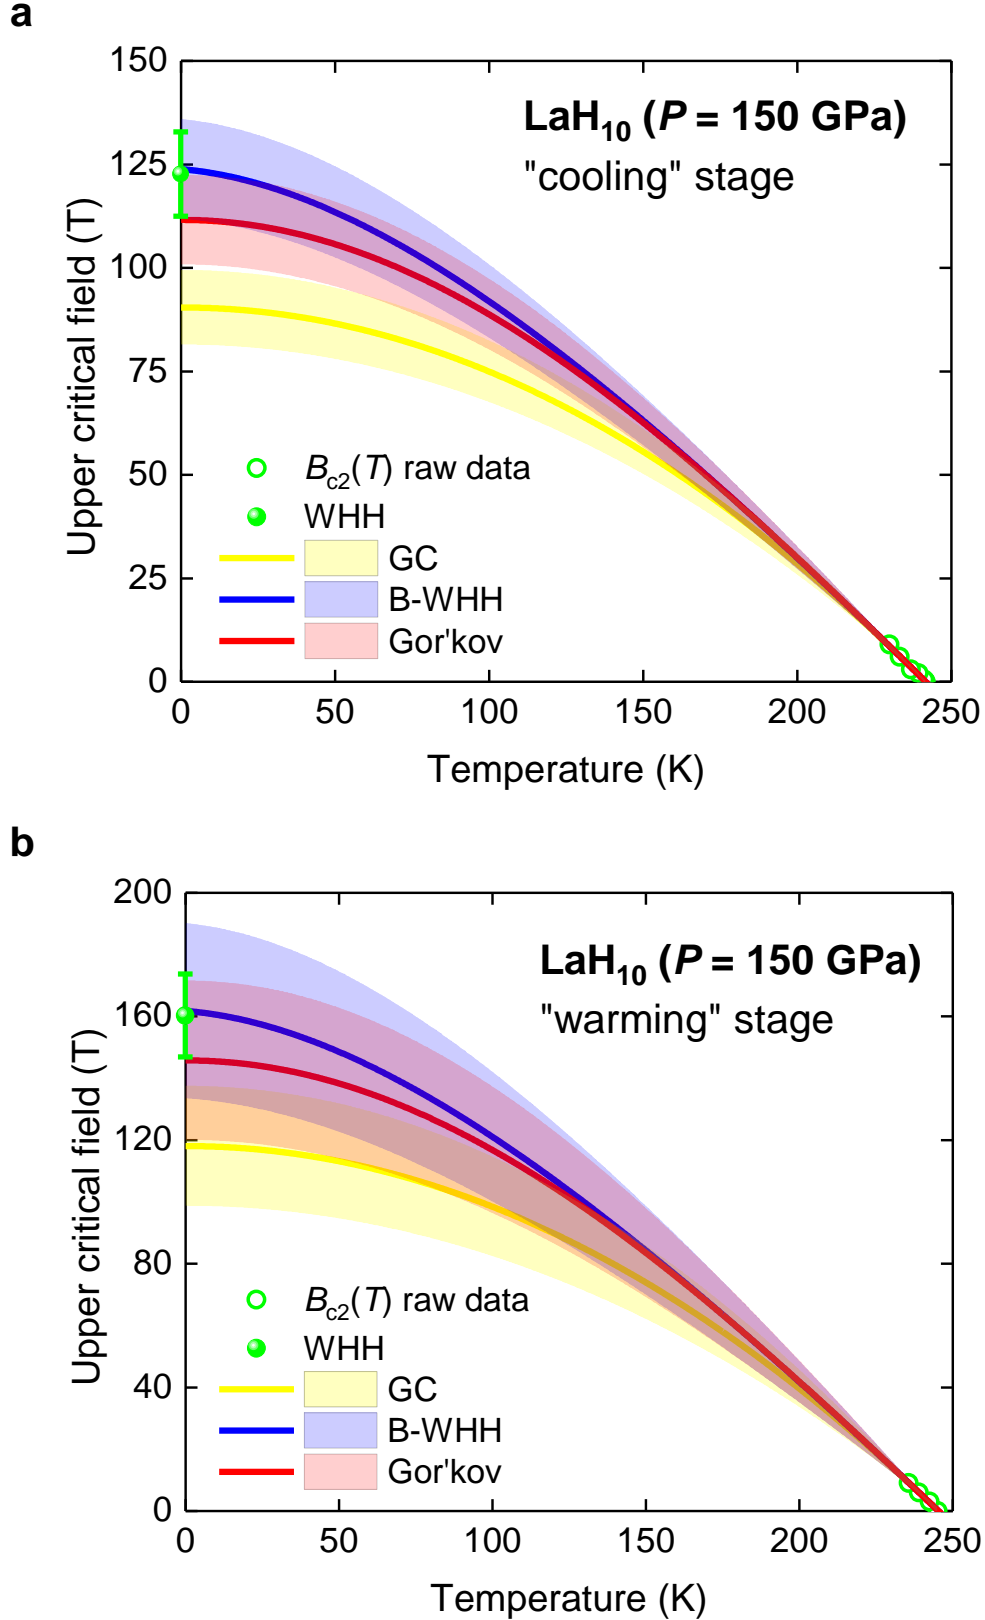 a
150
125
100
75
50
25
0
Upper critical field (T)
LaH10 (P = 150 GPa)
"cooling" stage
Bc2(T) raw data
WHH
GC
B-WHH
Gor'kov
0 50 100 150 200 250
Temperature (K)
b
200
160
120
80
40
0
Upper critical field (T)
LaH10 (P = 150 GPa)
"warming" stage
Bc2(T) raw data
WHH
GC
B-WHH
Gor'kov
0 50 100 150 200 250
Temperature (K)